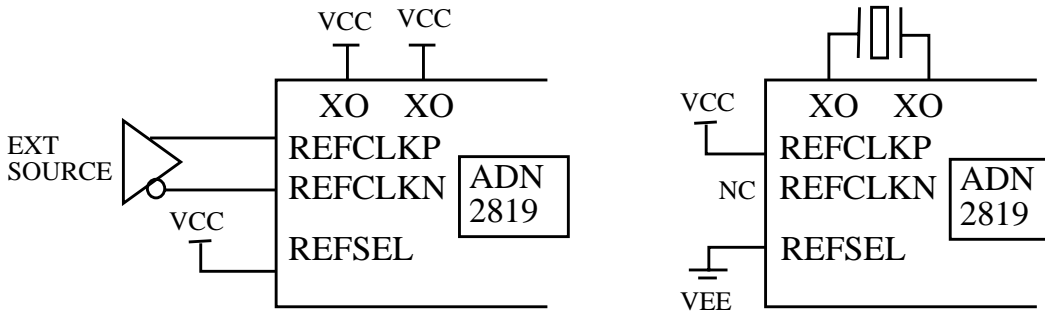 VCC VCC
XO XO
EXT
SOURCE
REFCLKP
REFCLKN
ADN
2819
VCC
REFSEL
XO XO
VCC
REFCLKP
NC
REFCLKN
ADN
2819
REFSEL
VEE